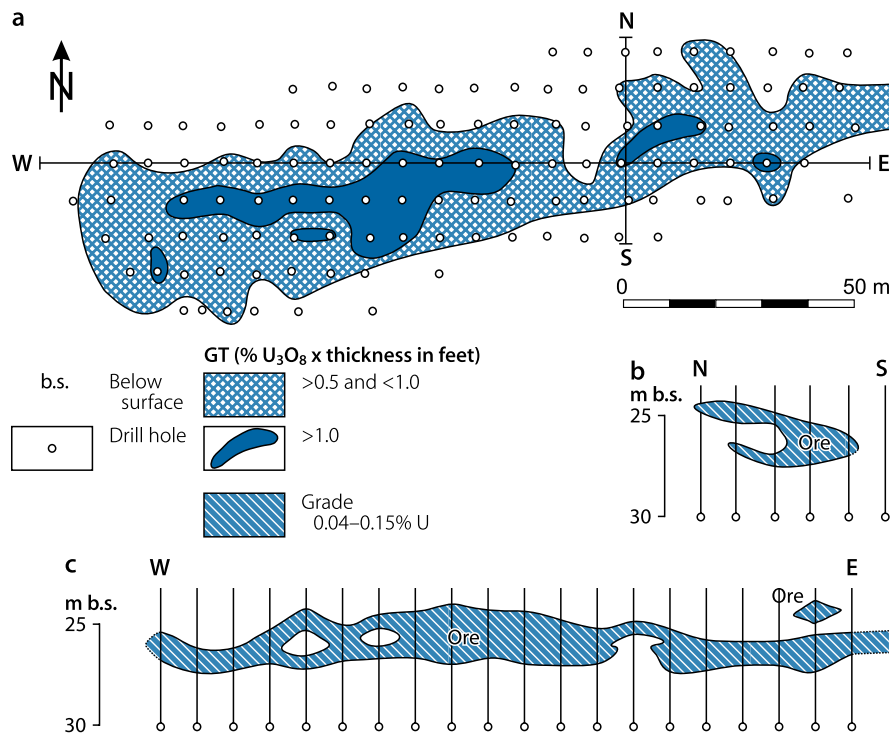 a
N
N
W
E
S
0
50 m
GT (% U₃O₈ x thickness in feet)
b.s.
Below
surface
>0.5 and <1.0
Drill hole
>1.0
Grade
0.04–0.15% U
b
N
S
m b.s.
25
Ore
30
c
W
E
m b.s.
Ore
25
Ore
30